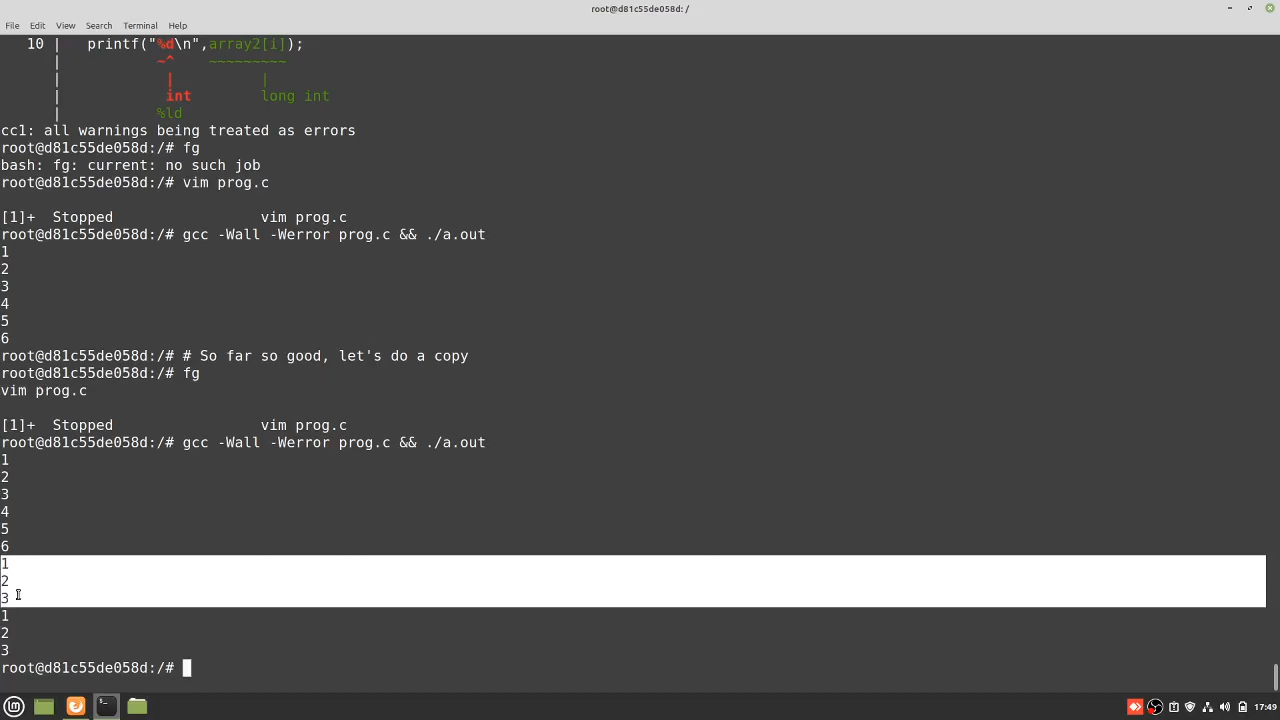 root@d81c55de058d: /
File Edit View Search Terminal Help
10 | printf("%d\n",array2[i]);
| ~^ ~~~~~~~~~
| | |
| int long int
| %ld
cc1: all warnings being treated as errors
root@d81c55de058d:/# fg
bash: fg: current: no such job
root@d81c55de058d:/# vim prog.c
[1]+ Stopped vim prog.c
root@d81c55de058d:/# gcc -Wall -Werror prog.c && ./a.out
1
2
3
4
5
6
root@d81c55de058d:/# # So far so good, let's do a copy
root@d81c55de058d:/# fg
vim prog.c
[1]+ Stopped vim prog.c
root@d81c55de058d:/# gcc -Wall -Werror prog.c && ./a.out
1
2
3
4
5
6
1
2
3
1
2
3
root@d81c55de058d:/#
17:49